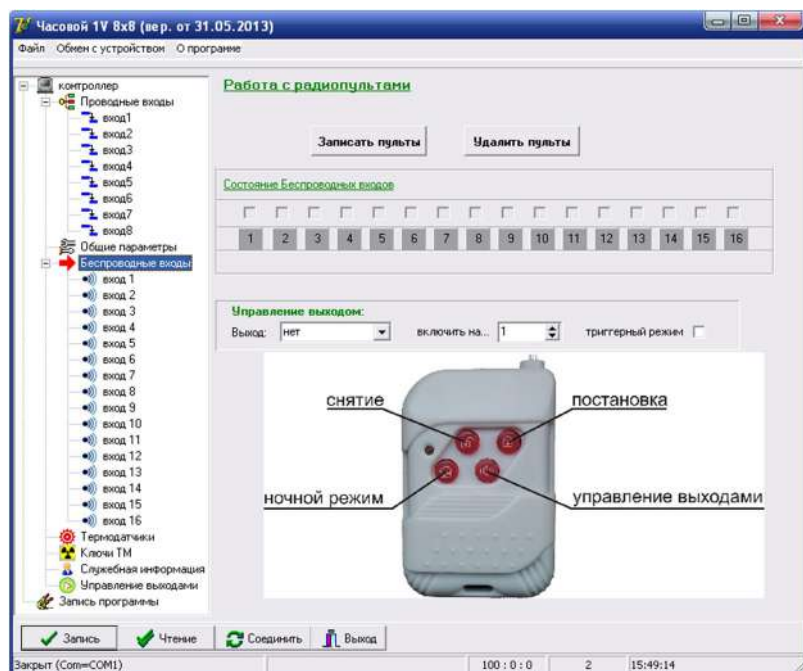 Часовой 1V 8x8 (вер. от 31.05.2013)
Файл Обмен с устройством О программе
контроллер
Проводные входы
вход1
вход2
вход3
вход4
вход5
вход6
вход7
вход8
Общие параметры
Беспроводные входы
вход 1
вход 2
вход 3
вход 4
вход 5
вход 6
вход 7
вход 8
вход 9
вход 10
вход 11
вход 12
вход 13
вход 14
вход 15
вход 16
Термодатчики
Ключи ТМ
Служебная информация
Управление выходами
Запись программы
Работа с радиопультами
Записать пульты Удалить пульты
Состояние Беспроводных входов
1 2 3 4 5 6 7 8 9 10 11 12 13 14 15 16
Управление выходом:
Выход: нет включить на... 1 триггерный режим
снятие постановка
ночной режим управление выходами
Запись Чтение Соединить Выход
Закрыт (Com=COM1) 100 : 0 : 0 2 15:49:14